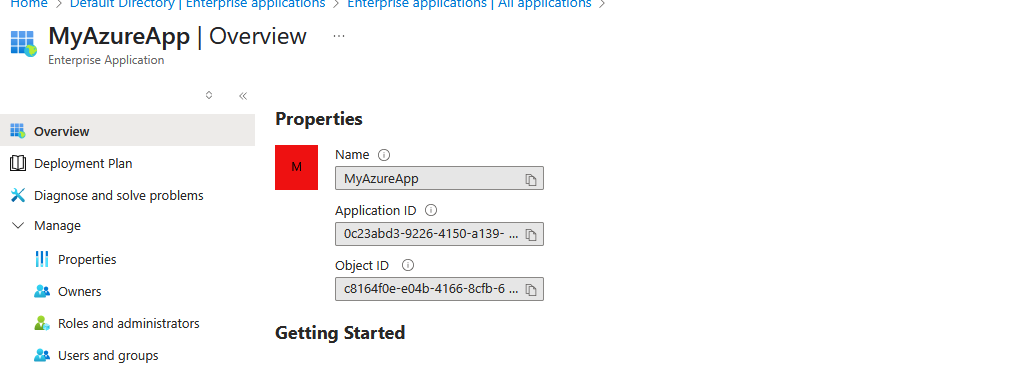 Home > Default Directory | Enterprise applications > Enterprise applications | All applications >
MyAzureApp | Overview ...
Enterprise Application
Overview
Deployment Plan
Diagnose and solve problems
Manage
Properties
Owners
Roles and administrators
Users and groups
Properties
M
Name
MyAzureApp
Application ID
0c23abd3-9226-4150-a139- ...
Object ID
c8164f0e-e04b-4166-8cfb-6 ...
Getting Started